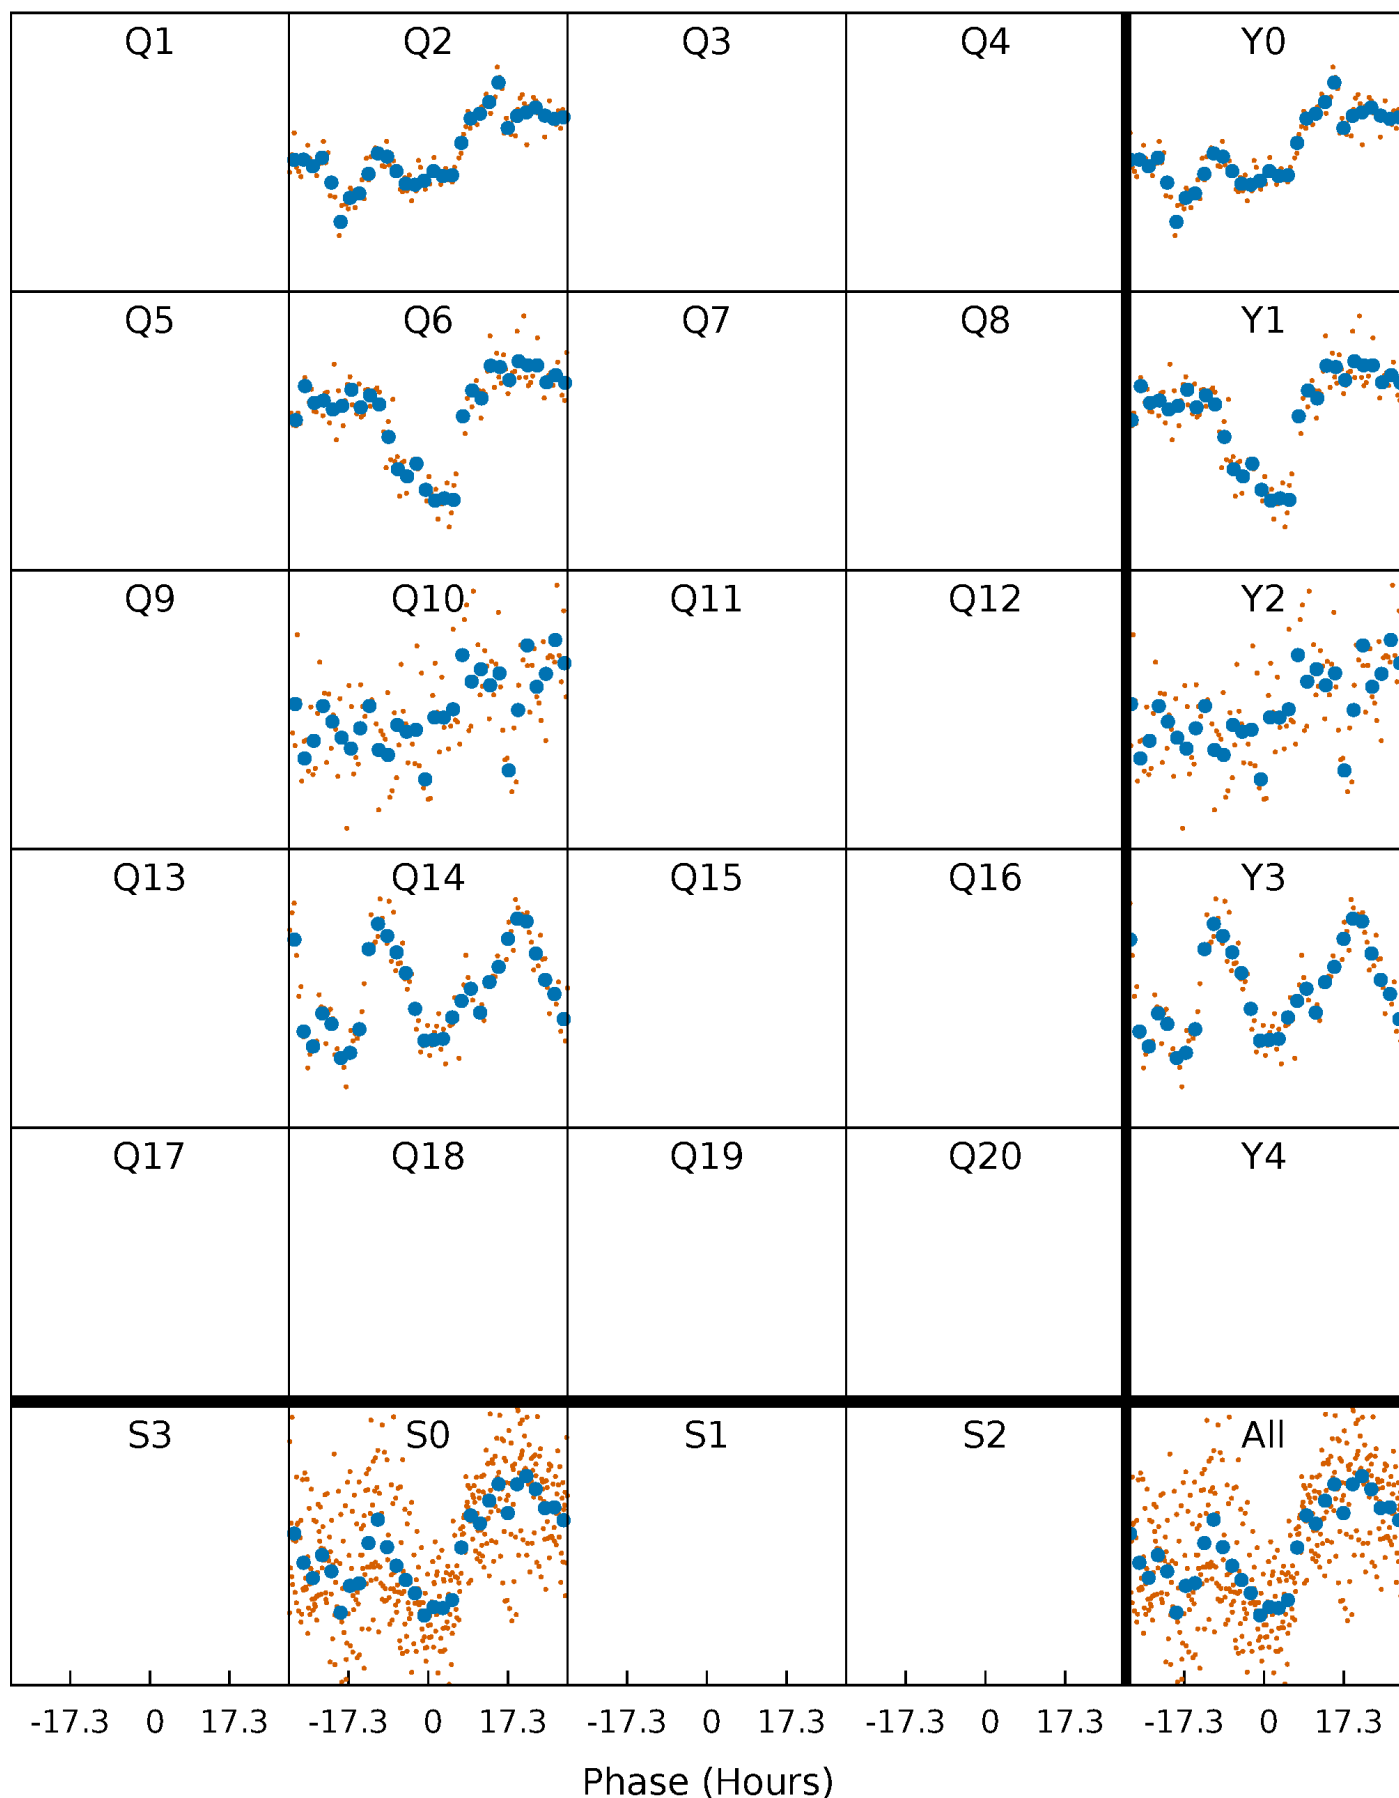 Q1 Q2 Q3 Q4 Y0
Q5 Q6 Q7 Q8 Y1
Q9 Q10 Q11 Q12 Y2
Q13 Q14 Q15 Q16 Y3
Q17 Q18 Q19 Q20 Y4
S3 S0 S1 S2 All
-17.3 0 17.3 -17.3 0 17.3 -17.3 0 17.3 -17.3 0 17.3 -17.3 0 17.3
Phase (Hours)